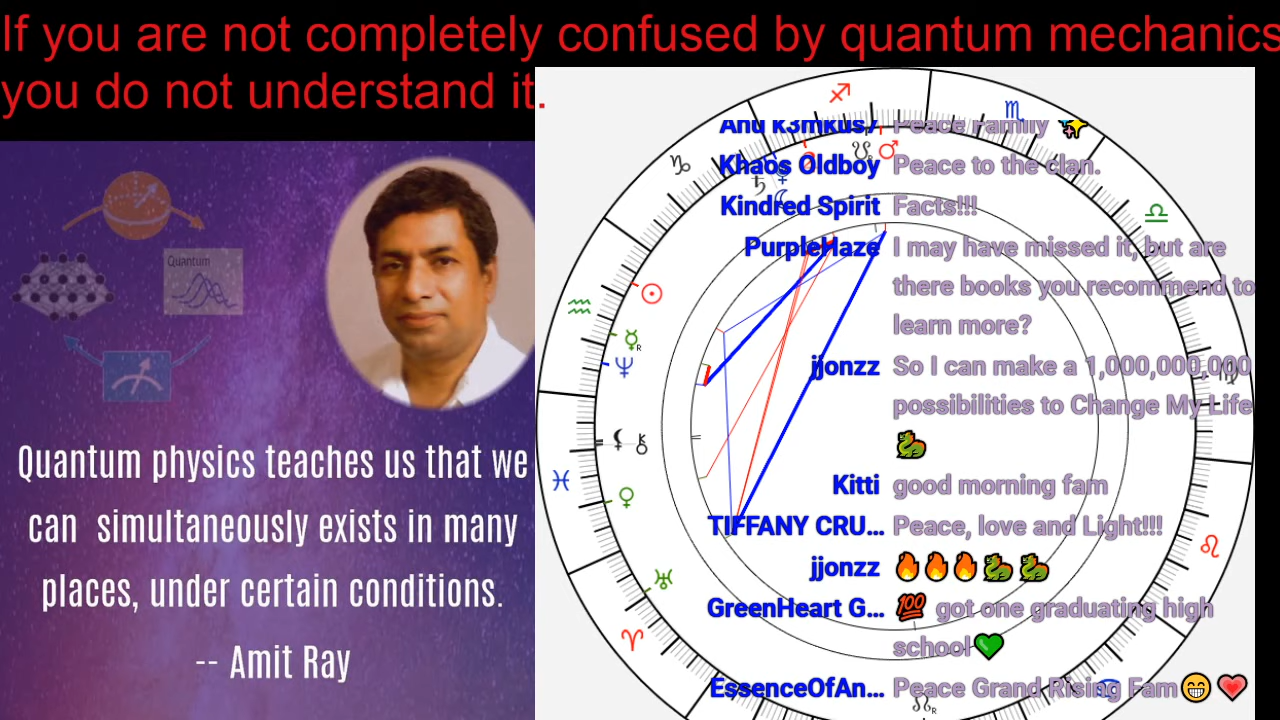 If you are not completely confused by quantum mechanics
you do not understand it.
Quantum
Quantum physics teaches us that we
can simultaneously exists in many
places, under certain conditions.
-- Amit Ray
Peace Family ✨
Khaos Oldboy Peace to the clan.
Kindred Spirit Facts!!!
PurpleHaze I may have missed it, but are
there books you recommend to
learn more?
jjonzz So I can make a 1,000,000,000
possibilities to Change My Life
🐉
Kitti good morning fam
TIFFANY CRU... Peace, love and Light!!!
jjonzz 🔥🔥🔥🐉🐉
GreenHeart G... 💯 got one graduating high
school💚
EssenceOfAn... Peace Grand Rising Fam😁❤️